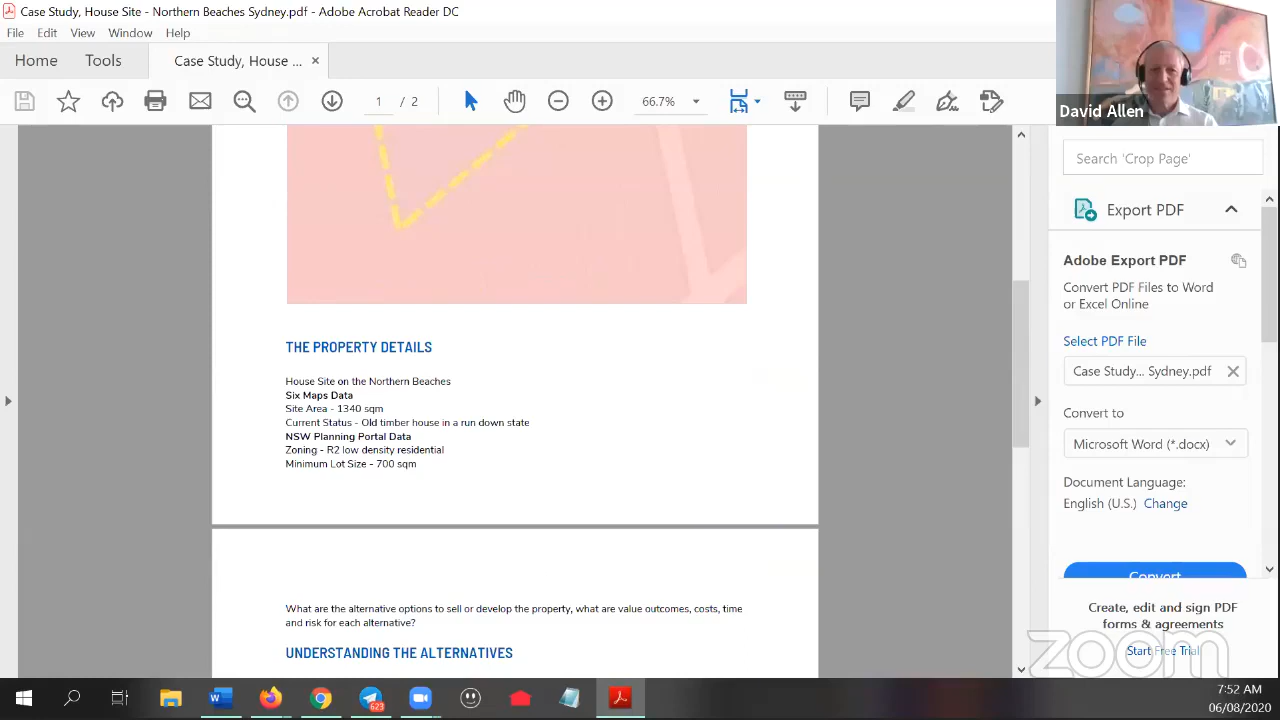 Case Study, House Site - Northern Beaches Sydney.pdf - Adobe Acrobat Reader DC
File Edit View Window Help
Home Tools Case Study, House ... ×
1 / 2 66.7%
David Allen
Search 'Crop Page'
Export PDF
Adobe Export PDF
Convert PDF Files to Word
or Excel Online
Select PDF File
Case Study... Sydney.pdf
Convert to
Microsoft Word (*.docx)
Document Language:
English (U.S.) Change
Convert
Create, edit and sign PDF
forms & agreements
Start Free Trial
zoom
THE PROPERTY DETAILS
House Site on the Northern Beaches
Six Maps Data
Site Area - 1340 sqm
Current Status - Old timber house in a run down state
NSW Planning Portal Data
Zoning - R2 low density residential
Minimum Lot Size - 700 sqm
What are the alternative options to sell or develop the property, what are value outcomes, costs, time
and risk for each alternative?
UNDERSTANDING THE ALTERNATIVES
623
7:52 AM
06/08/2020